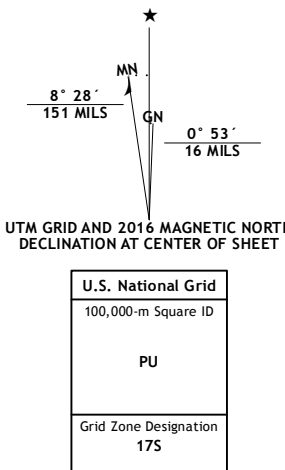 MN
GN
8° 28´
151 MILS
0° 53´
16 MILS
UTM GRID AND 2016 MAGNETIC NORTH
DECLINATION AT CENTER OF SHEET
U.S. National Grid
100,000-m Square ID
PU
Grid Zone Designation
17S